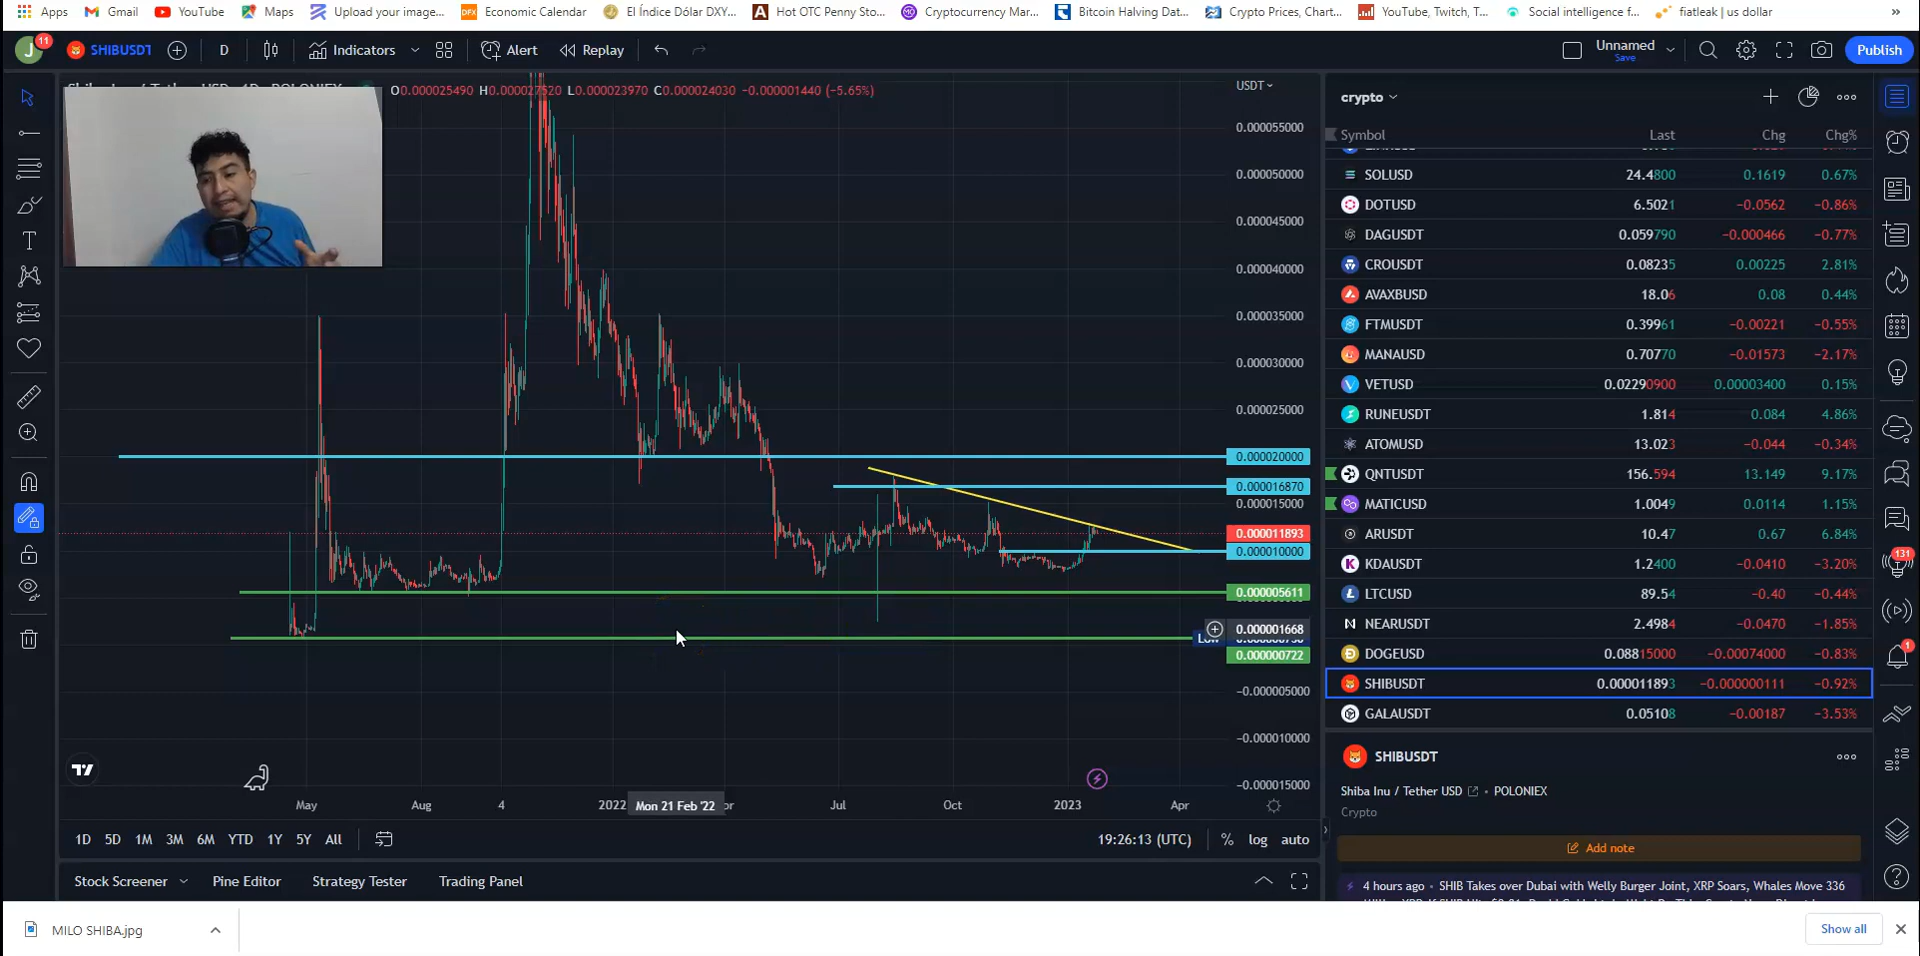 Apps Gmail YouTube Maps Upload your image... Economic Calendar El Índice Dólar DXY... Hot OTC Penny Sto... Cryptocurrency Mar... Bitcoin Halving Dat... Crypto Prices, Chart... YouTube, Twitch, T... Social intelligence f... fiatleak | us dollar »
J 11 SHIBUSDT D Indicators Alert Replay Unnamed Save Publish
O0.000025490 H0.000027520 L0.000023970 C0.000024030 −0.000001440 (−5.65%)
USDT
0.000055000
0.000050000
0.000045000
0.000040000
0.000035000
0.000030000
0.000025000
0.000020000
0.000016870
0.000015000
0.000011893
0.000010000
0.000005611
0.000001668
0.000000722
−0.000005000
−0.000010000
−0.000015000
May Aug 4 2022 Mon 21 Feb '22 Jul Oct 2023 Apr
1D 5D 1M 3M 6M YTD 1Y 5Y All 19:26:13 (UTC) % log auto
Stock Screener Pine Editor Strategy Tester Trading Panel
crypto
Symbol Last Chg Chg%
SOLUSD 24.4800 0.1619 0.67%
DOTUSD 6.5021 −0.0562 −0.86%
DAGUSDT 0.059790 −0.000466 −0.77%
CROUSDT 0.08235 0.00225 2.81%
AVAXBUSD 18.06 0.08 0.44%
FTMUSDT 0.39961 −0.00221 −0.55%
MANAUSD 0.70770 −0.01573 −2.17%
VETUSD 0.02290900 0.00003400 0.15%
RUNEUSDT 1.814 0.084 4.86%
ATOMUSD 13.023 −0.044 −0.34%
QNTUSDT 156.594 13.149 9.17%
MATICUSD 1.0049 0.0114 1.15%
ARUSDT 10.47 0.67 6.84%
KDAUSDT 1.2400 −0.0410 −3.20%
LTCUSD 89.54 −0.40 −0.44%
NEARUSDT 2.4984 −0.0470 −1.85%
DOGEUSD 0.08815000 −0.00074000 −0.83%
SHIBUSDT 0.000011893 −0.000000111 −0.92%
GALAUSDT 0.05108 −0.00187 −3.53%
131
1
SHIBUSDT
Shiba Inu / Tether USD • POLONIEX
Crypto
Add note
4 hours ago • SHIB Takes over Dubai with Welly Burger Joint, XRP Soars, Whales Move 336
MILO SHIBA.jpg
Show all